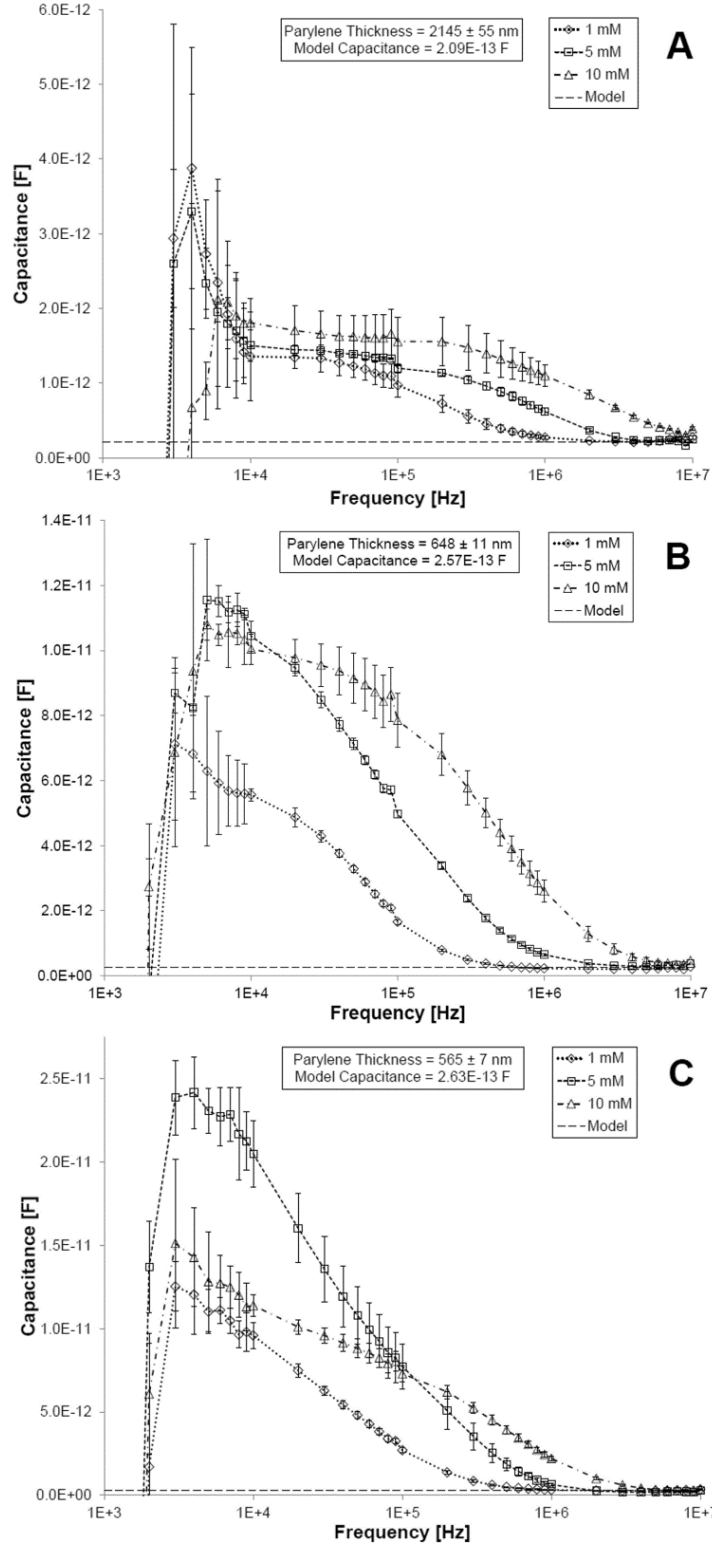 6.0E-12
5.0E-12
4.0E-12
3.0E-12
2.0E-12
1.0E-12
0.0E+00
Capacitance [F]
Parylene Thickness = 2145 ± 55 nm
Model Capacitance = 2.09E-13 F
1 mM
5 mM
10 mM
Model
A
1E+3
1E+4
1E+5
1E+6
1E+7
Frequency [Hz]
1.4E-11
1.2E-11
1.0E-11
8.0E-12
6.0E-12
4.0E-12
2.0E-12
0.0E+00
Capacitance [F]
Parylene Thickness = 648 ± 11 nm
Model Capacitance = 2.57E-13 F
1 mM
5 mM
10 mM
Model
B
1E+3
1E+4
1E+5
1E+6
1E+7
Frequency [Hz]
2.5E-11
2.0E-11
1.5E-11
1.0E-11
5.0E-12
0.0E+00
Capacitance [F]
Parylene Thickness = 565 ± 7 nm
Model Capacitance = 2.63E-13 F
1 mM
5 mM
10 mM
Model
C
1E+3
1E+4
1E+5
1E+6
1E+7
Frequency [Hz]